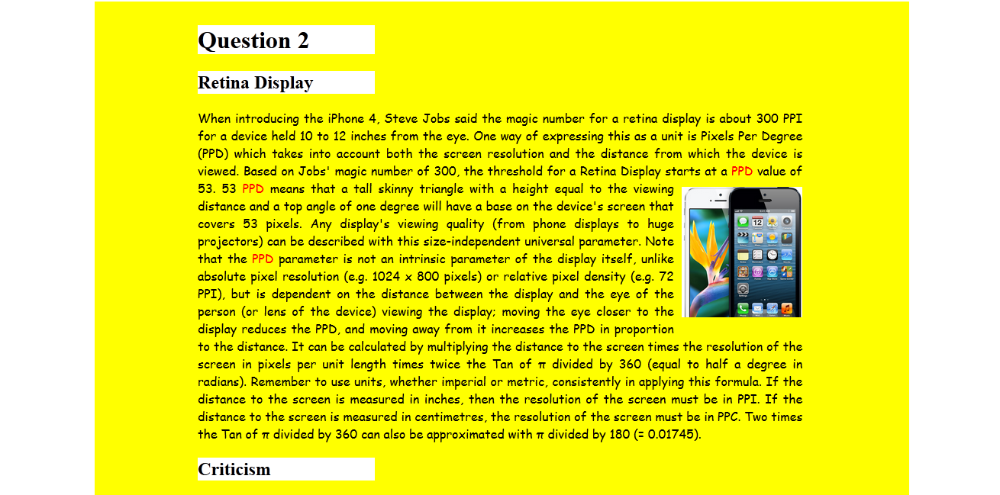 Question 2
Retina Display
When introducing the iPhone 4, Steve Jobs said the magic number for a retina display is about 300 PPI
for a device held 10 to 12 inches from the eye. One way of expressing this as a unit is Pixels Per Degree
(PPD) which takes into account both the screen resolution and the distance from which the device is
viewed. Based on Jobs' magic number of 300, the threshold for a Retina Display starts at a PPD value of
53. 53 PPD means that a tall skinny triangle with a height equal to the viewing
distance and a top angle of one degree will have a base on the device's screen that
covers 53 pixels. Any display's viewing quality (from phone displays to huge
projectors) can be described with this size-independent universal parameter. Note
that the PPD parameter is not an intrinsic parameter of the display itself, unlike
absolute pixel resolution (e.g. 1024 x 800 pixels) or relative pixel density (e.g. 72
PPI), but is dependent on the distance between the display and the eye of the
person (or lens of the device) viewing the display; moving the eye closer to the
display reduces the PPD, and moving away from it increases the PPD in proportion
to the distance. It can be calculated by multiplying the distance to the screen times the resolution of the
screen in pixels per unit length times twice the Tan of π divided by 360 (equal to half a degree in
radians). Remember to use units, whether imperial or metric, consistently in applying this formula. If the
distance to the screen is measured in inches, then the resolution of the screen must be in PPI. If the
distance to the screen is measured in centimetres, the resolution of the screen must be in PPC. Two times
the Tan of π divided by 360 can also be approximated with π divided by 180 (= 0.01745).
12
Criticism